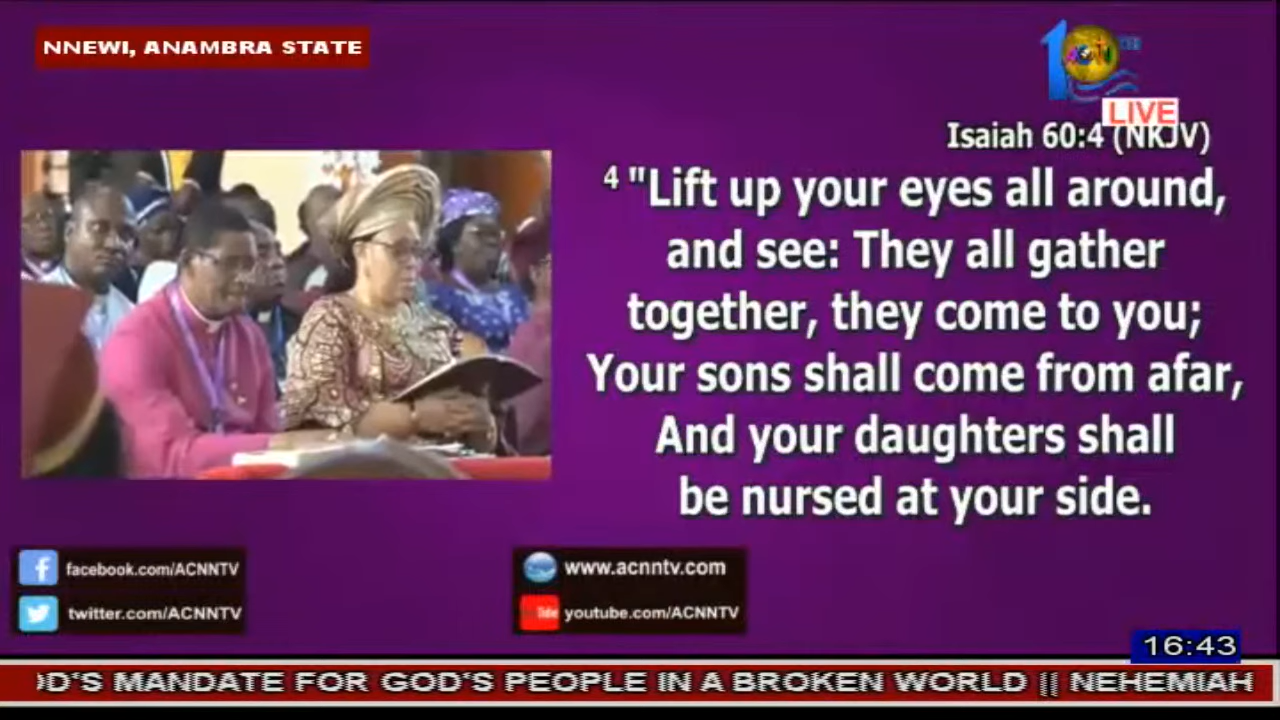 NNEWI, ANAMBRA STATE
LIVE
Isaiah 60:4 (NKJV)
4 "Lift up your eyes all around,
and see: They all gather
together, they come to you;
Your sons shall come from afar,
And your daughters shall
be nursed at your side.
facebook.com/ACNNTV
www.acnntv.com
twitter.com/ACNNTV
youtube.com/ACNNTV
16:43
D'S MANDATE FOR GOD'S PEOPLE IN A BROKEN WORLD || NEHEMIAH